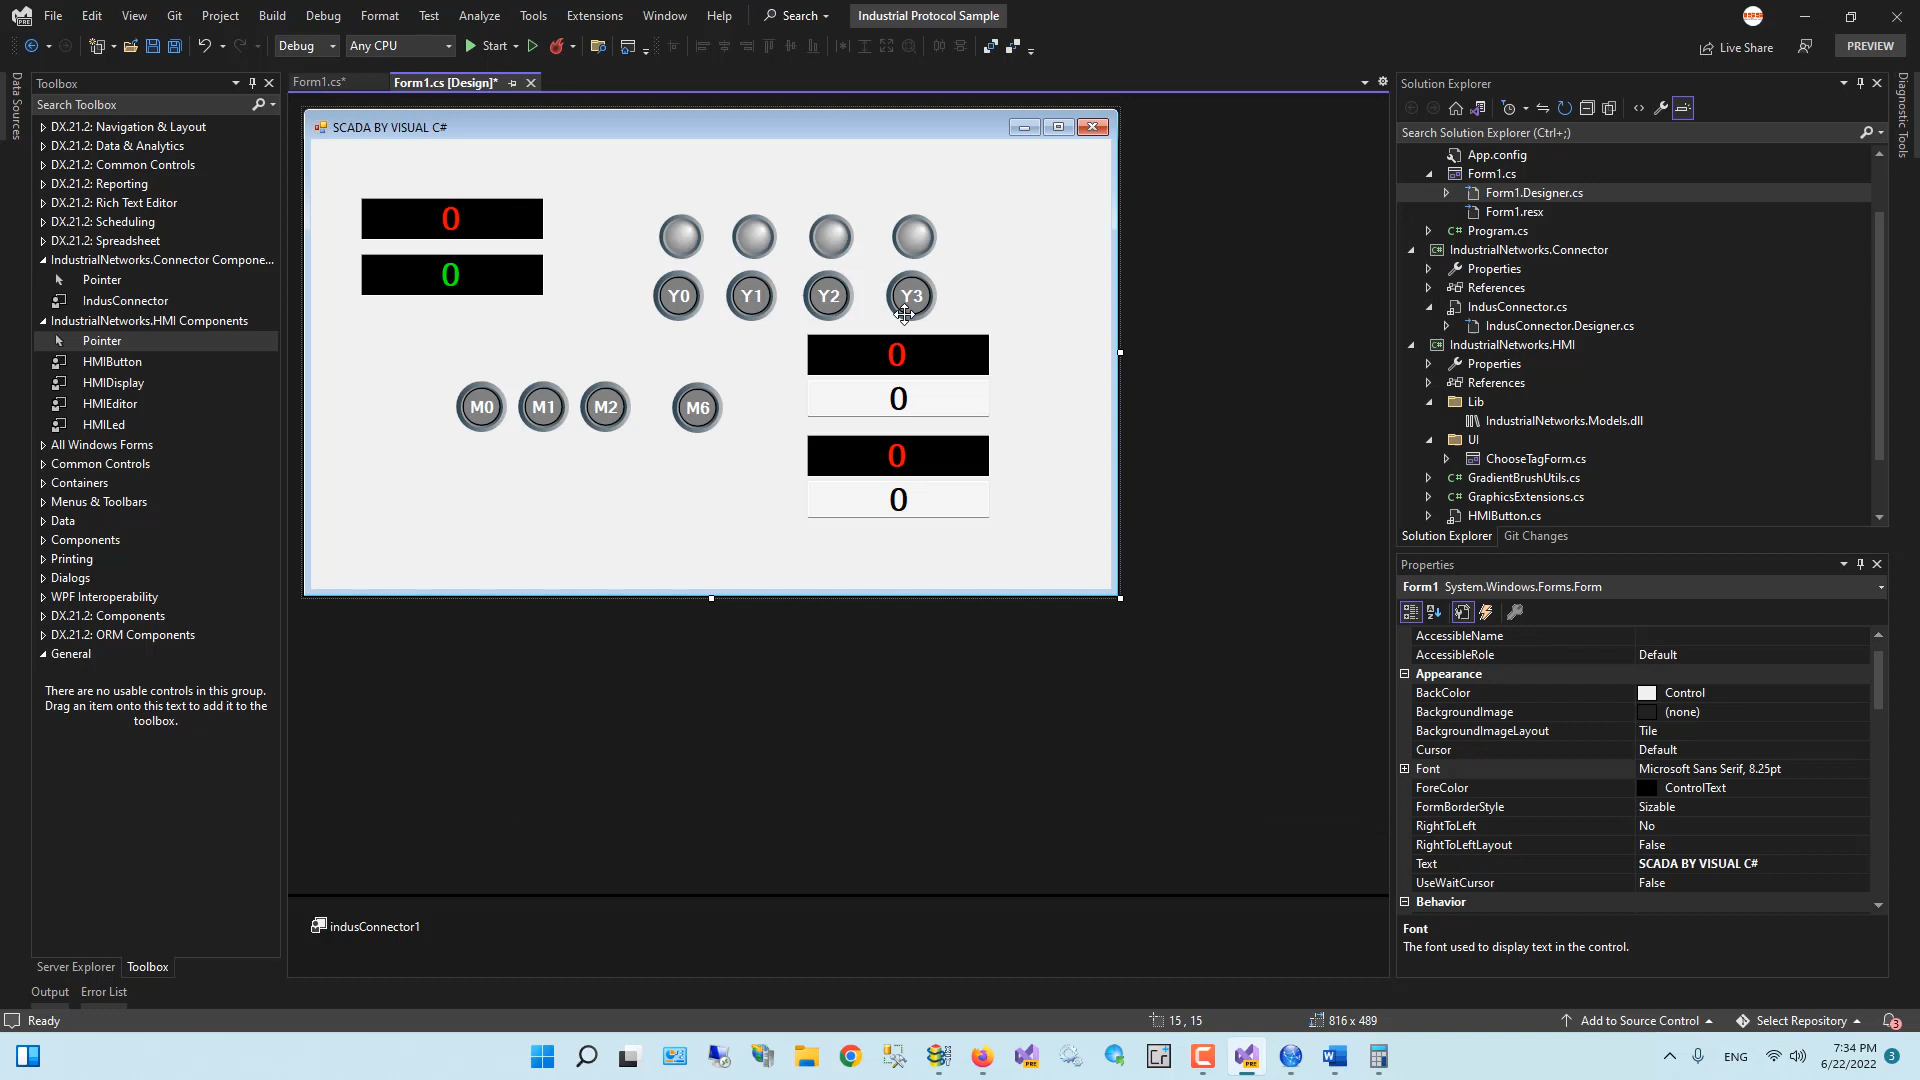 File Edit View Git Project Build Debug Format Test Analyze Tools Extensions Window Help Search Industrial Protocol Sample
Debug Any CPU Start Live Share PREVIEW
Data Sources
Toolbox
Search Toolbox
DX.21.2: Navigation & Layout
DX.21.2: Data & Analytics
DX.21.2: Common Controls
DX.21.2: Reporting
DX.21.2: Rich Text Editor
DX.21.2: Scheduling
DX.21.2: Spreadsheet
IndustrialNetworks.Connector Compone...
Pointer
IndusConnector
IndustrialNetworks.HMI Components
Pointer
HMIButton
HMIDisplay
HMIEditor
HMILed
All Windows Forms
Common Controls
Containers
Menus & Toolbars
Data
Components
Printing
Dialogs
WPF Interoperability
DX.21.2: Components
DX.21.2: ORM Components
General
There are no usable controls in this group.
Drag an item onto this text to add it to the
toolbox.
Server Explorer Toolbox
Output Error List
Form1.cs* Form1.cs [Design]*
SCADA BY VISUAL C#
0
0
Y0 Y1 Y2 Y3
0
0
M0 M1 M2 M6
0
0
indusConnector1
Solution Explorer
Search Solution Explorer (Ctrl+;)
App.config
Form1.cs
Form1.Designer.cs
Form1.resx
C# Program.cs
C# IndustrialNetworks.Connector
Properties
References
IndusConnector.cs
IndusConnector.Designer.cs
C# IndustrialNetworks.HMI
Properties
References
Lib
IndustrialNetworks.Models.dll
UI
ChooseTagForm.cs
C# GradientBrushUtils.cs
C# GraphicsExtensions.cs
HMIButton.cs
Solution Explorer Git Changes
Diagnostic Tools
Properties
Form1 System.Windows.Forms.Form
AccessibleName
AccessibleRole Default
Appearance
BackColor Control
BackgroundImage (none)
BackgroundImageLayout Tile
Cursor Default
Font Microsoft Sans Serif, 8.25pt
ForeColor ControlText
FormBorderStyle Sizable
RightToLeft No
RightToLeftLayout False
Text SCADA BY VISUAL C#
UseWaitCursor False
Behavior
Font
The font used to display text in the control.
Ready 15 , 15 816 x 489 Add to Source Control Select Repository 3
ENG 7:34 PM 3
6/22/2022